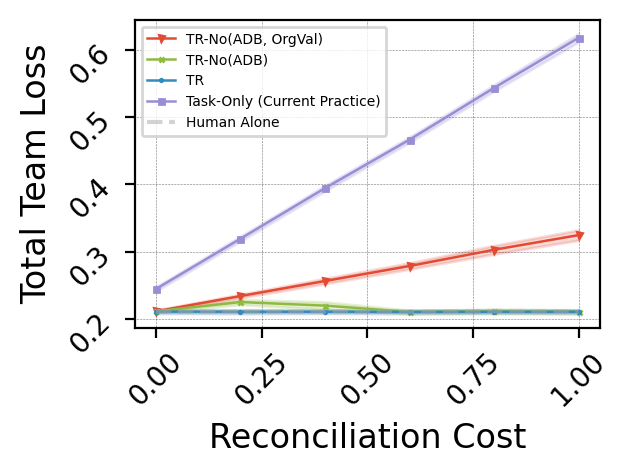 TR-No(ADB, OrgVal)
TR-No(ADB)
TR
Task-Only (Current Practice)
Human Alone
Total Team Loss
0.6
0.5
0.4
0.3
0.2
0.00
0.25
0.50
0.75
1.00
Reconciliation Cost